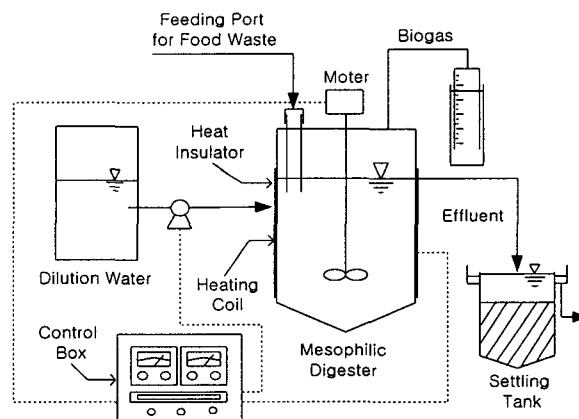 Feeding Port
for Food Waste
Biogas
Moter
Heat
Insulator
Effluent
Dilution Water
Heating
Coil
Control
Box
Mesophilic
Digester
Settling
Tank